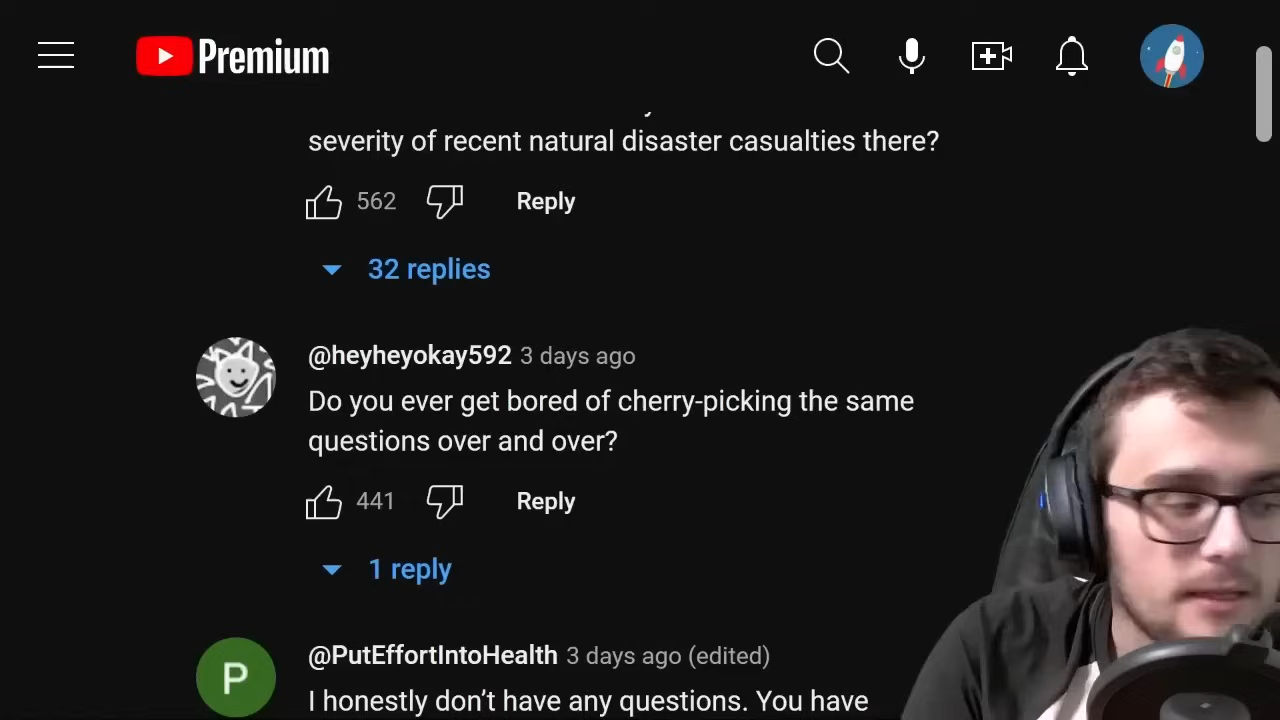 Premium
severity of recent natural disaster casualties there?
562 Reply
32 replies
@heyheyokay592 3 days ago
Do you ever get bored of cherry-picking the same
questions over and over?
441 Reply
1 reply
P
@PutEffortIntoHealth 3 days ago (edited)
I honestly don’t have any questions. You have